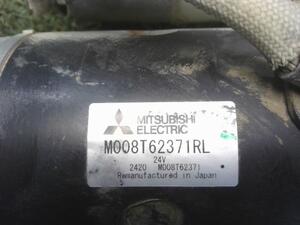 MITSUBISHI
ELECTRIC
M008T62371RL
24V
2420 M008T62371
Remanufactured in Japan